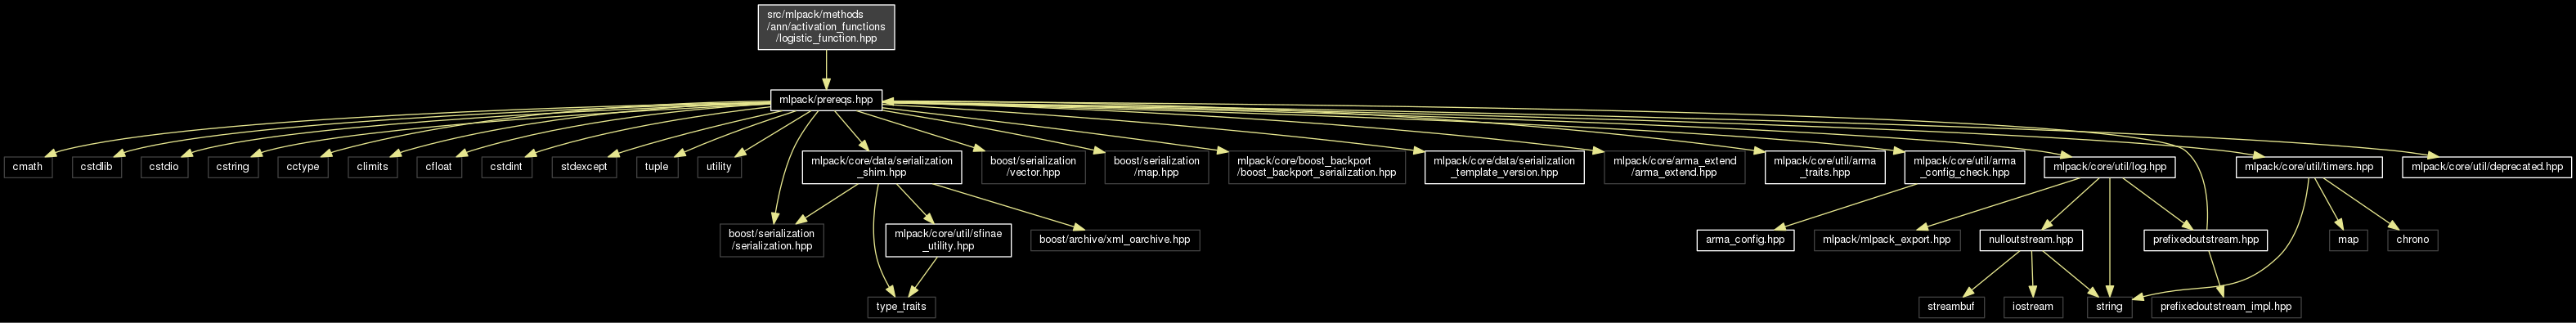 src/mlpack/methods
/ann/activation_functions
/logistic_function.hpp
mlpack/prereqs.hpp
cmath
cstdlib
cstdio
cstring
cctype
climits
cfloat
cstdint
stdexcept
tuple
utility
mlpack/core/data/serialization
_shim.hpp
boost/serialization
/vector.hpp
boost/serialization
/map.hpp
mlpack/core/boost_backport
/boost_backport_serialization.hpp
mlpack/core/data/serialization
_template_version.hpp
mlpack/core/arma_extend
/arma_extend.hpp
mlpack/core/util/arma
_traits.hpp
mlpack/core/util/arma
_config_check.hpp
mlpack/core/util/log.hpp
mlpack/core/util/timers.hpp
mlpack/core/util/deprecated.hpp
boost/serialization
/serialization.hpp
mlpack/core/util/sfinae
_utility.hpp
boost/archive/xml_oarchive.hpp
arma_config.hpp
mlpack/mlpack_export.hpp
nulloutstream.hpp
prefixedoutstream.hpp
map
chrono
type_traits
streambuf
iostream
string
prefixedoutstream_impl.hpp